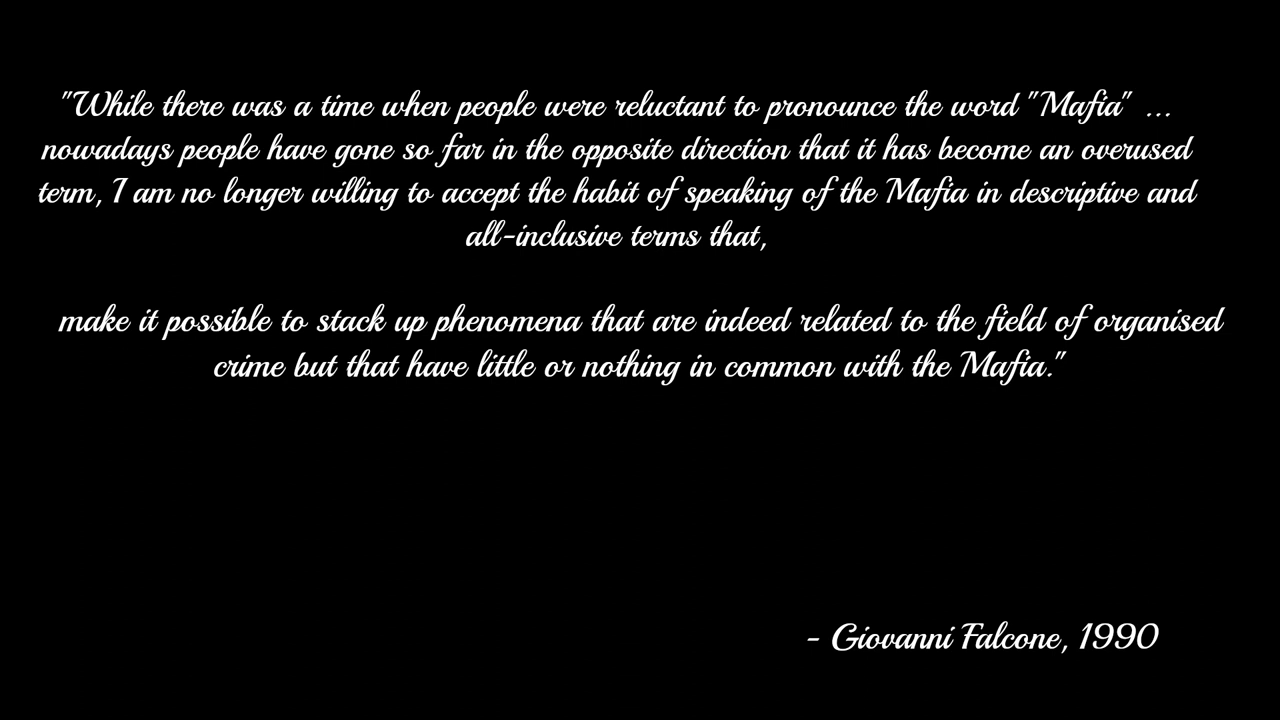 "While there was a time when people were reluctant to pronounce the word "Mafia" ...
nowadays people have gone so far in the opposite direction that it has become an overused
term, I am no longer willing to accept the habit of speaking of the Mafia in descriptive and
all-inclusive terms that,
make it possible to stack up phenomena that are indeed related to the field of organised
crime but that have little or nothing in common with the Mafia."
- Giovanni Falcone, 1990